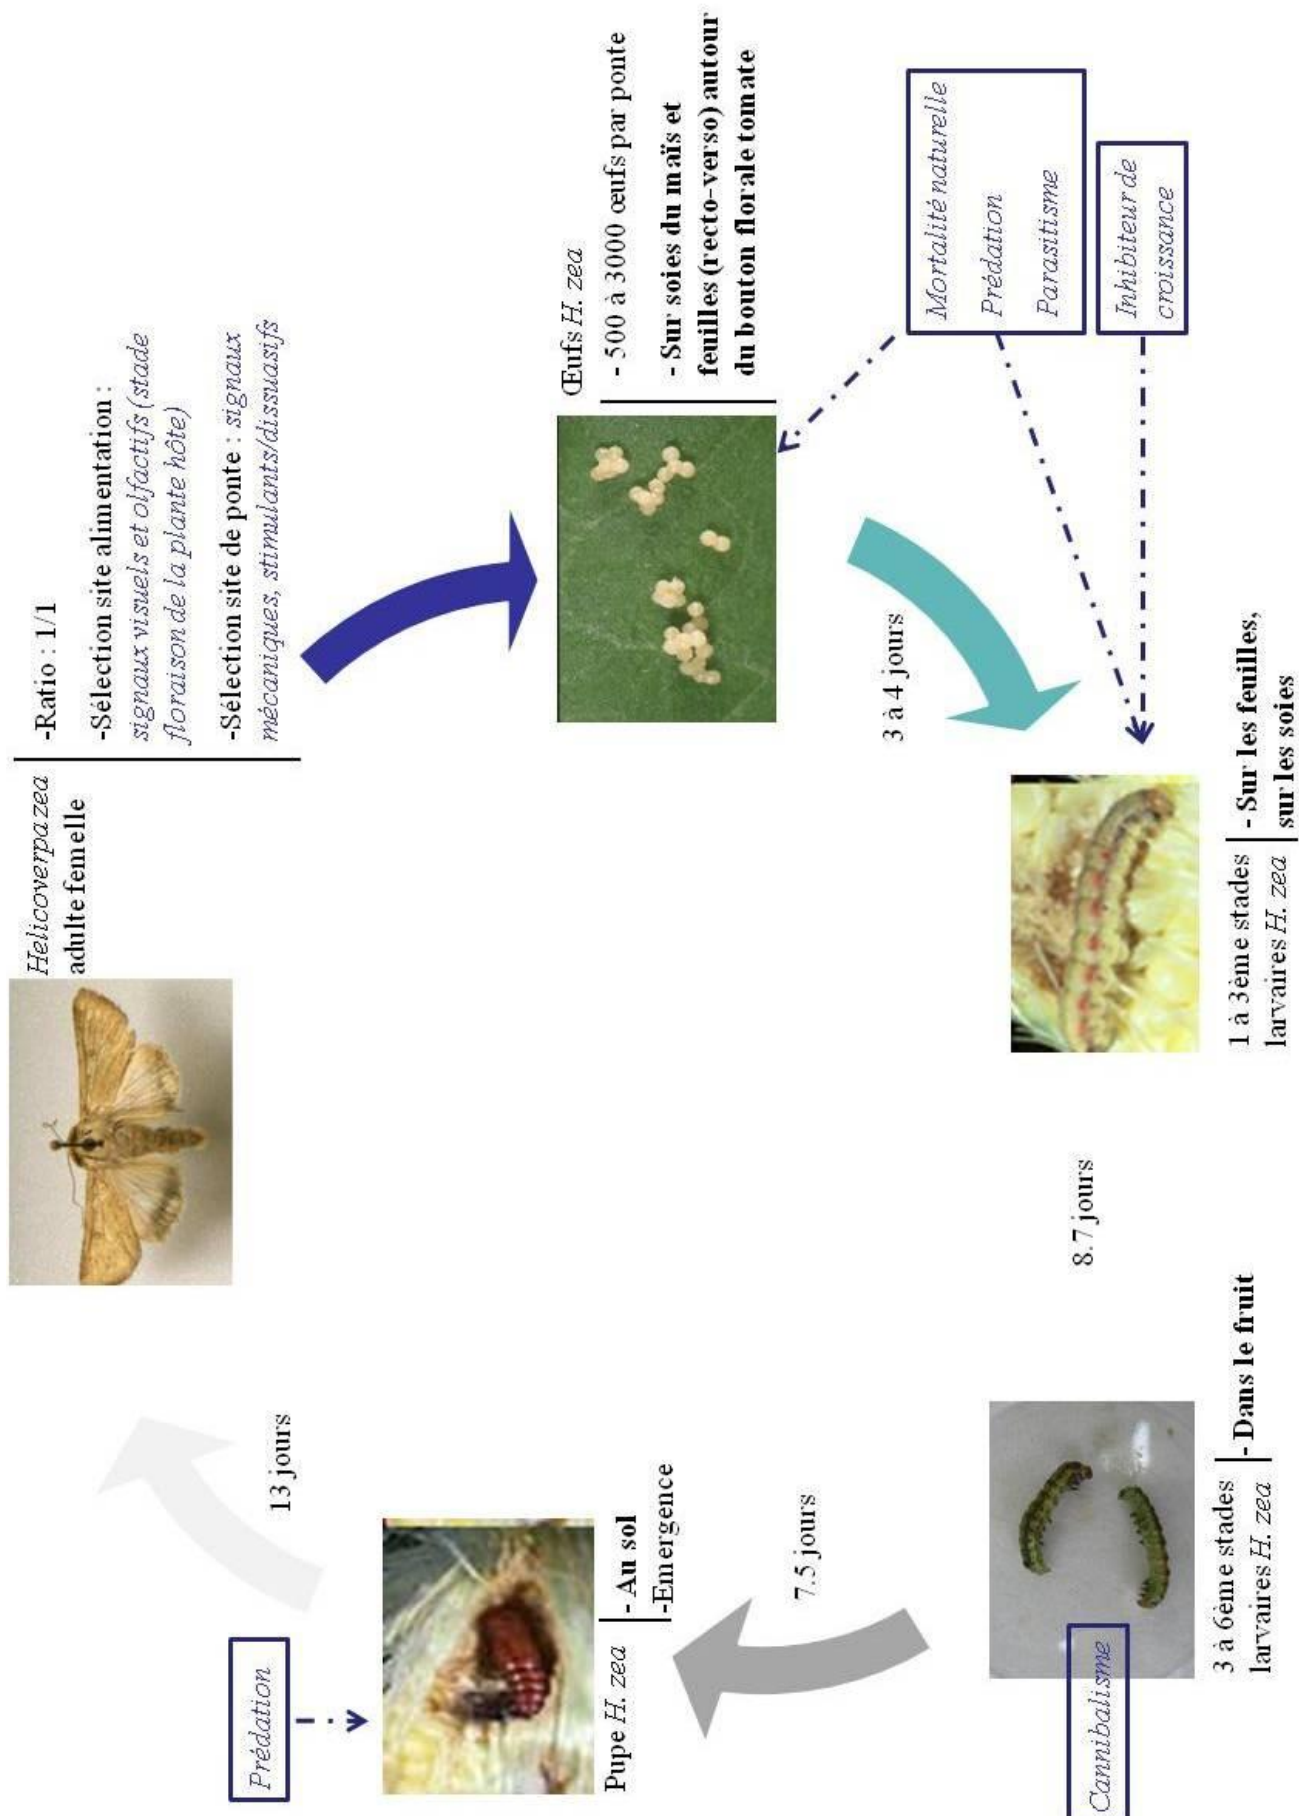 Helicoverpa zea
adulte femelle
-Ratio : 1/1
-Sélection site alimentation :
signaux visuels et olfactifs (stade
floraison de la plante hôte)
-Sélection site de ponte : signaux
mécaniques, stimulants/dissuasifs
Œufs H. zea
- 500 à 3000 œufs par ponte
- Sur soies du maïs et
feuilles (recto-verso) autour
du bouton florale tomate
Mortalité naturelle
Prédation
Parasitisme
Inhibiteur de
croissance
3 à 4 jours
1 à 3ème stades
larvaires H. zea
- Sur les feuilles,
sur les soies
8.7 jours
3 à 6ème stades
larvaires H. zea
- Dans le fruit
Cannibalisme
7.5 jours
Pupe H. zea
- Au sol
-Emergence
Prédation
13 jours